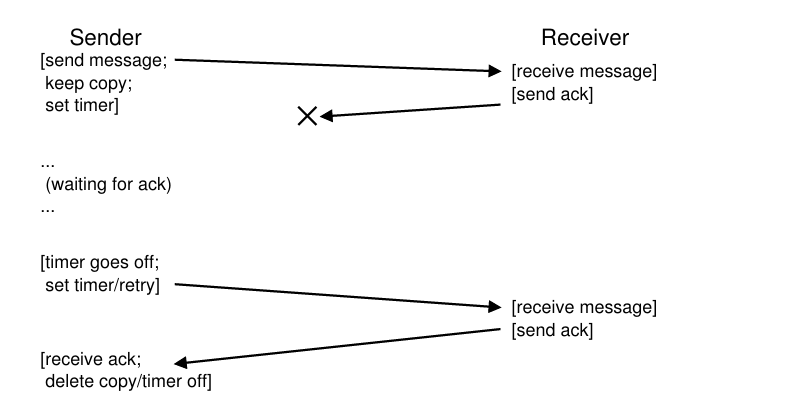 Sender
Receiver
[send message;
keep copy;
set timer]
[receive message]
[send ack]
...
(waiting for ack)
...
[timer goes off;
set timer/retry]
[receive message]
[send ack]
[receive ack;
delete copy/timer off]